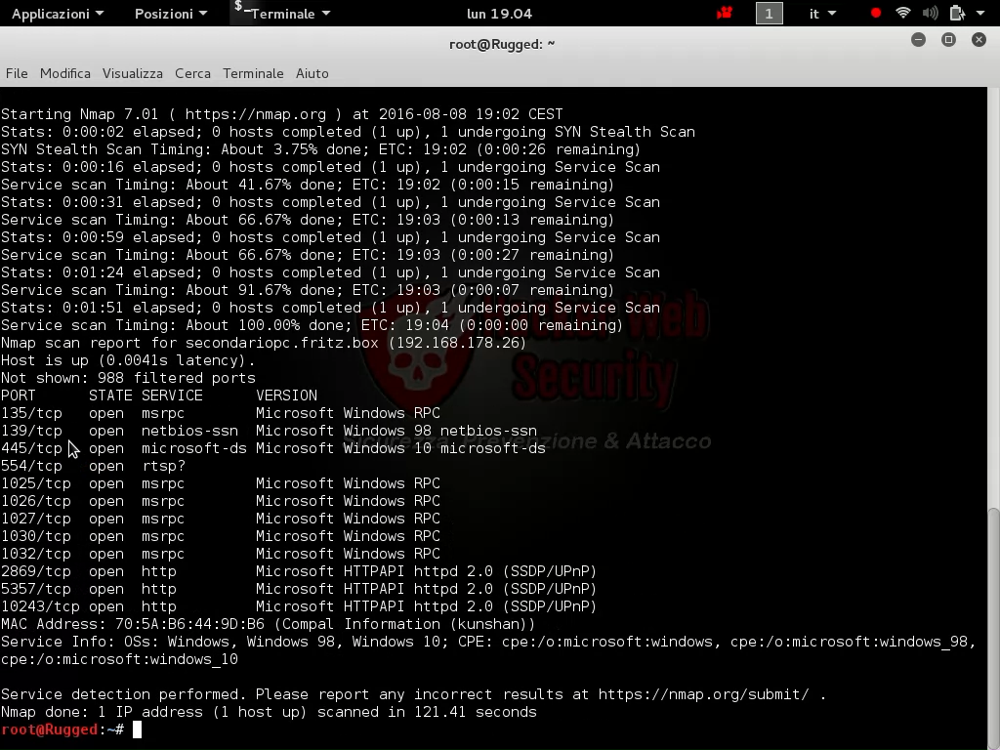 Applicazioni Posizioni $_ Terminale lun 19.04 1 it
root@Rugged: ~
File Modifica Visualizza Cerca Terminale Aiuto
Starting Nmap 7.01 ( https://nmap.org ) at 2016-08-08 19:02 CEST
Stats: 0:00:02 elapsed; 0 hosts completed (1 up), 1 undergoing SYN Stealth Scan
SYN Stealth Scan Timing: About 3.75% done; ETC: 19:02 (0:00:26 remaining)
Stats: 0:00:16 elapsed; 0 hosts completed (1 up), 1 undergoing Service Scan
Service scan Timing: About 41.67% done; ETC: 19:02 (0:00:15 remaining)
Stats: 0:00:31 elapsed; 0 hosts completed (1 up), 1 undergoing Service Scan
Service scan Timing: About 66.67% done; ETC: 19:03 (0:00:13 remaining)
Stats: 0:00:59 elapsed; 0 hosts completed (1 up), 1 undergoing Service Scan
Service scan Timing: About 66.67% done; ETC: 19:03 (0:00:27 remaining)
Stats: 0:01:24 elapsed; 0 hosts completed (1 up), 1 undergoing Service Scan
Service scan Timing: About 91.67% done; ETC: 19:03 (0:00:07 remaining)
Stats: 0:01:51 elapsed; 0 hosts completed (1 up), 1 undergoing Service Scan
Service scan Timing: About 100.00% done; ETC: 19:04 (0:00:00 remaining)
Nmap scan report for secondariopc.fritz.box (192.168.178.26)
Host is up (0.0041s latency).
Not shown: 988 filtered ports
PORT STATE SERVICE VERSION
135/tcp open msrpc Microsoft Windows RPC
139/tcp open netbios-ssn Microsoft Windows 98 netbios-ssn
445/tcp open microsoft-ds Microsoft Windows 10 microsoft-ds
554/tcp open rtsp?
1025/tcp open msrpc Microsoft Windows RPC
1026/tcp open msrpc Microsoft Windows RPC
1027/tcp open msrpc Microsoft Windows RPC
1030/tcp open msrpc Microsoft Windows RPC
1032/tcp open msrpc Microsoft Windows RPC
2869/tcp open http Microsoft HTTPAPI httpd 2.0 (SSDP/UPnP)
5357/tcp open http Microsoft HTTPAPI httpd 2.0 (SSDP/UPnP)
10243/tcp open http Microsoft HTTPAPI httpd 2.0 (SSDP/UPnP)
MAC Address: 70:5A:B6:44:9D:B6 (Compal Information (kunshan))
Service Info: OSs: Windows, Windows 98, Windows 10; CPE: cpe:/o:microsoft:windows, cpe:/o:microsoft:windows_98,
cpe:/o:microsoft:windows_10
Service detection performed. Please report any incorrect results at https://nmap.org/submit/ .
Nmap done: 1 IP address (1 host up) scanned in 121.41 seconds
root@Rugged:~#
Web
Security
Prevenzione & Attacco